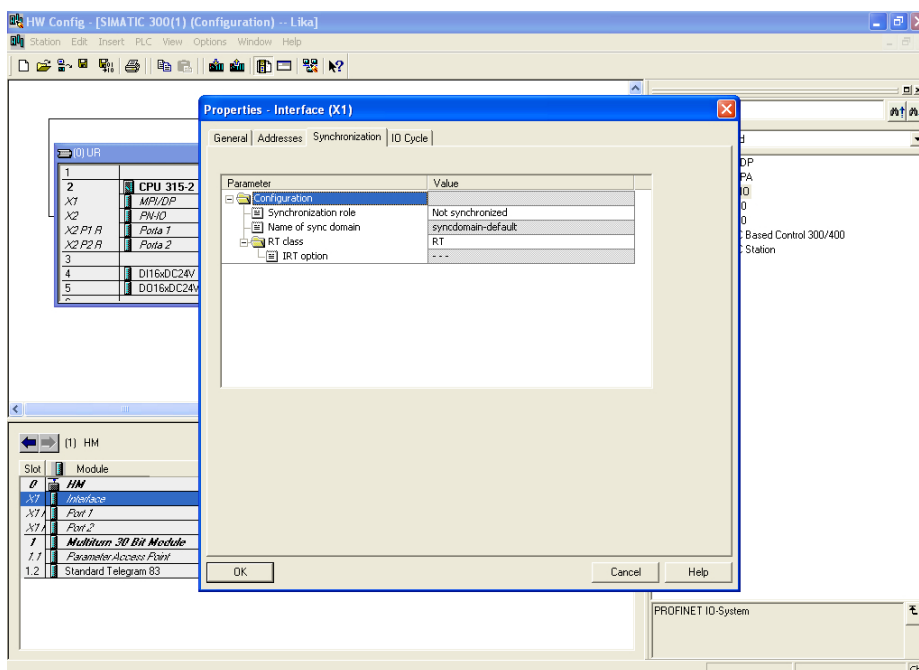 HW Config - [SIMATIC 300(1) (Configuration) -- Lika]
Station Edit Insert PLC View Options Window Help
Properties - Interface (X1)
General Addresses Synchronization IO Cycle
Parameter Value
Configuration
Synchronization role Not synchronized
Name of sync domain syncdomain-default
RT class RT
IRT option - - -
OK Cancel Help
(0) UR
1
2 CPU 315-2
X1 MPI/DP
X2 PN-IO
X2 P1 R Porta 1
X2 P2 R Porta 2
3
4 DI16xDC24V
5 DO16xDC24V
DP
PA
IO
0
0
C Based Control 300/400
Station
(1) HM
Slot Module
0 HM
X1 Interface
X1 Port 1
X1 Port 2
1 Multiturn 30 Bit Module
1.1 Parameter Access Point
1.2 Standard Telegram 83
PROFINET IO-System